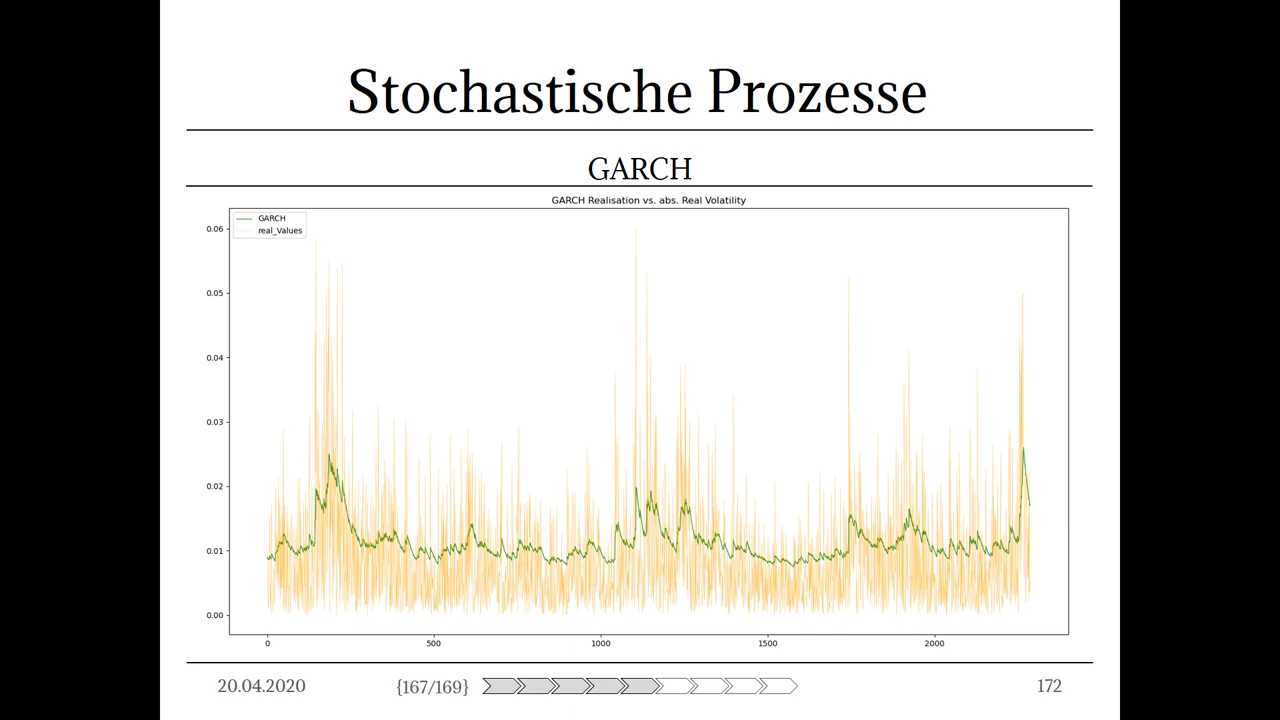 Stochastische Prozesse
GARCH
GARCH Realisation vs. abs. Real Volatility
GARCH
real_Values
0.06
0.05
0.04
0.03
0.02
0.01
0.00
0 500 1000 1500 2000
20.04.2020 {167/169} 172